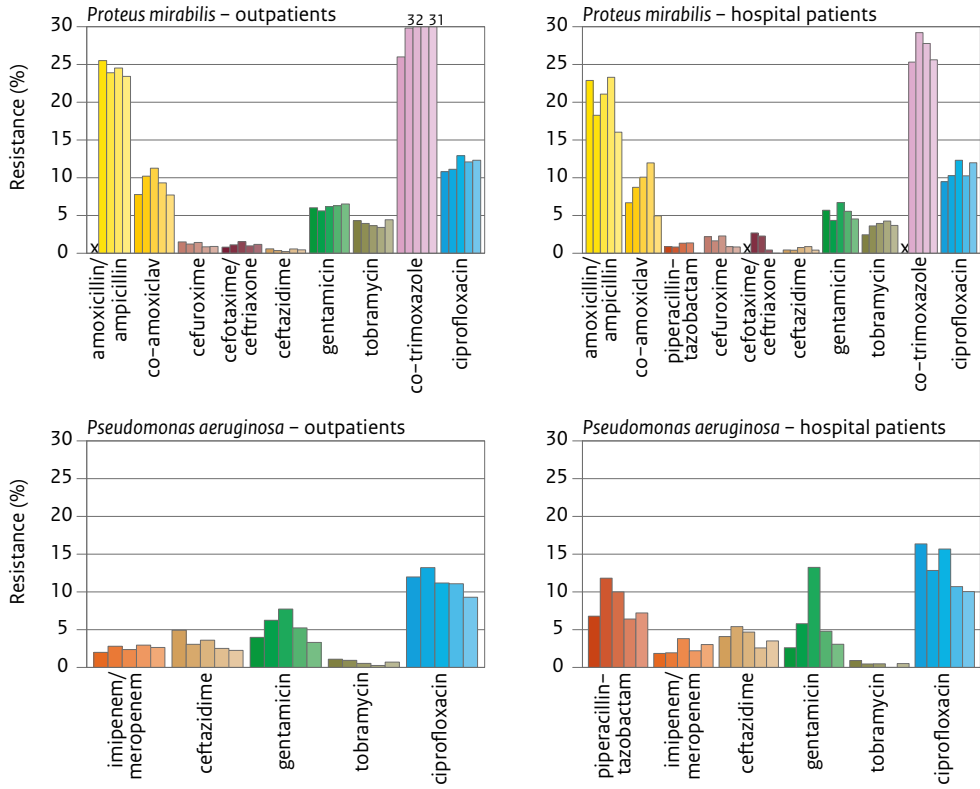 Proteus mirabilis – outpatients
32 31
30
25
20
15
10
5
0
Resistance (%)
x
amoxicillin/
ampicillin
co-amoxiclav
cefuroxime
cefotaxime/
ceftriaxone
ceftazidime
gentamicin
tobramycin
co-trimoxazole
ciprofloxacin
Proteus mirabilis – hospital patients
30
25
20
15
10
5
0
x
x
amoxicillin/
ampicillin
co-amoxiclav
piperacillin–
tazobactam
cefuroxime
cefotaxime/
ceftriaxone
ceftazidime
gentamicin
tobramycin
co-trimoxazole
ciprofloxacin
Pseudomonas aeruginosa – outpatients
30
25
20
15
10
5
0
Resistance (%)
imipenem/
meropenem
ceftazidime
gentamicin
tobramycin
ciprofloxacin
Pseudomonas aeruginosa – hospital patients
30
25
20
15
10
5
0
piperacillin–
tazobactam
imipenem/
meropenem
ceftazidime
gentamicin
tobramycin
ciprofloxacin